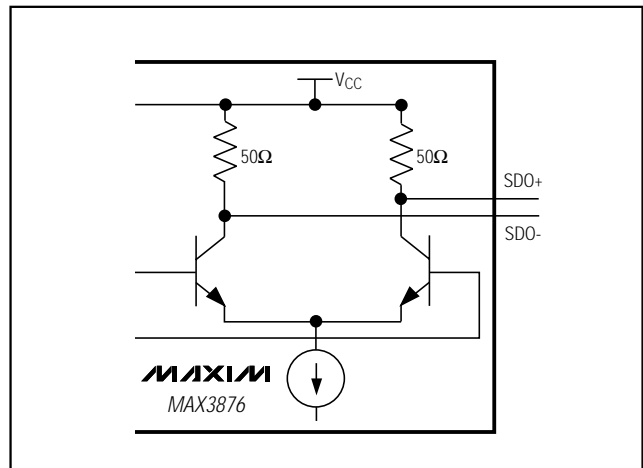 VCC
50Ω
50Ω
SDO+
SDO-
MAXIM
MAX3876